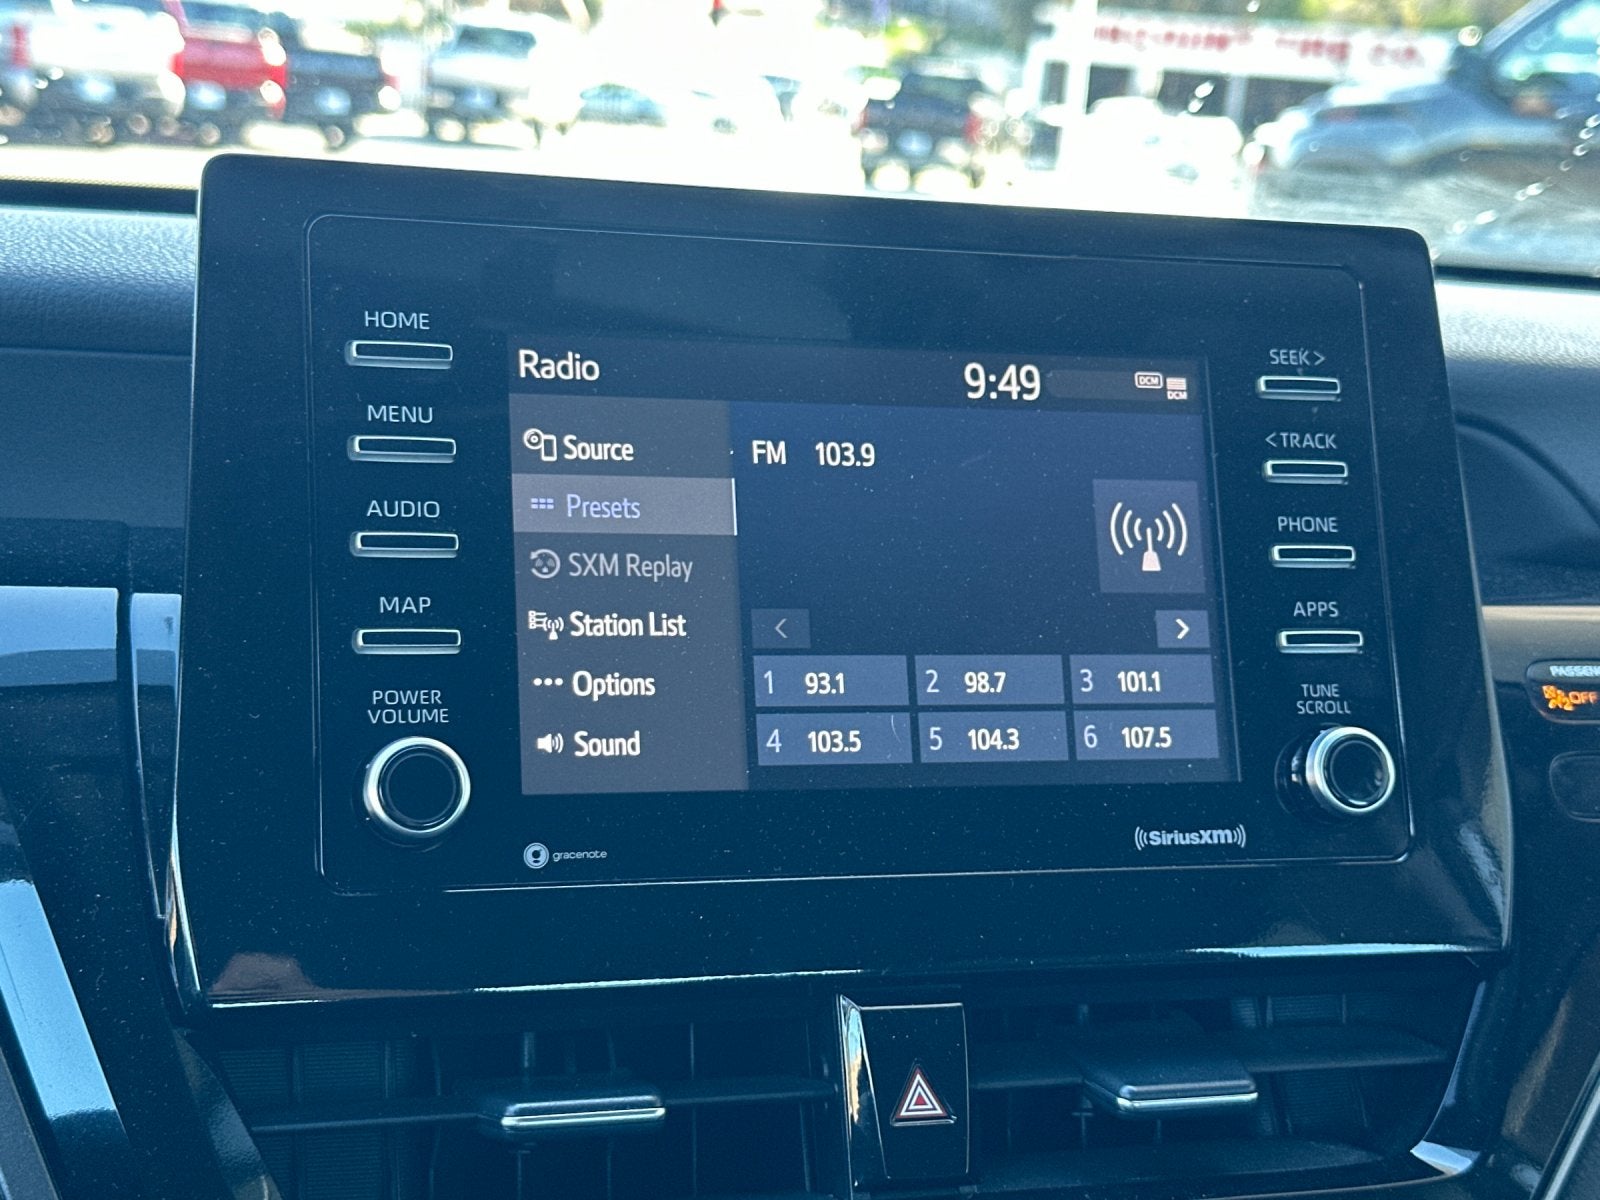 HOME
MENU
AUDIO
MAP
POWER
VOLUME
Radio
9:49
DCM
DCM
Source
Presets
SXM Replay
Station List
Options
Sound
FM 103.9
<
>
1 93.1
2 98.7
3 101.1
4 103.5
5 104.3
6 107.5
SEEK >
< TRACK
PHONE
APPS
TUNE
SCROLL
gracenote
((SiriusXM))
OFF